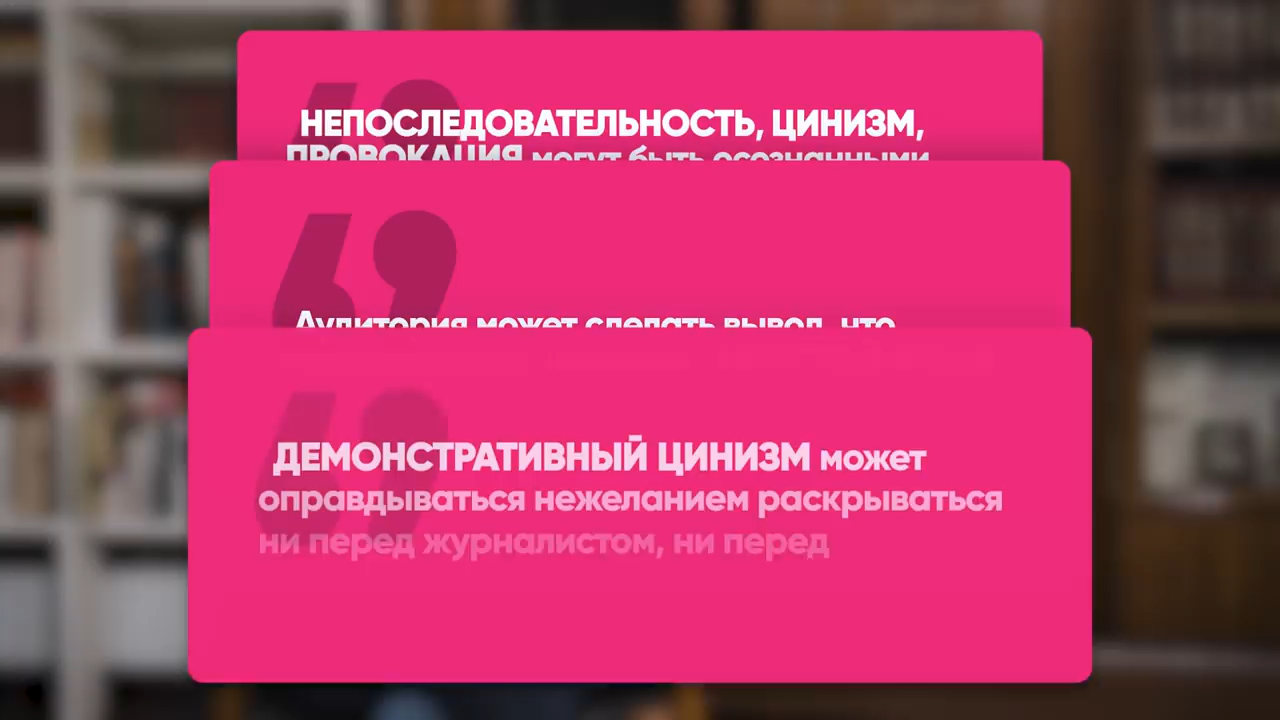 НЕПОСЛЕДОВАТЕЛЬНОСТЬ, ЦИНИЗМ,
ПРОВОКАЦИЯ могут быть осознанными
Аудитория может сделать вывод, что
ДЕМОНСТРАТИВНЫЙ ЦИНИЗМ может
оправдываться нежеланием раскрываться
ни перед журналистом, ни перед